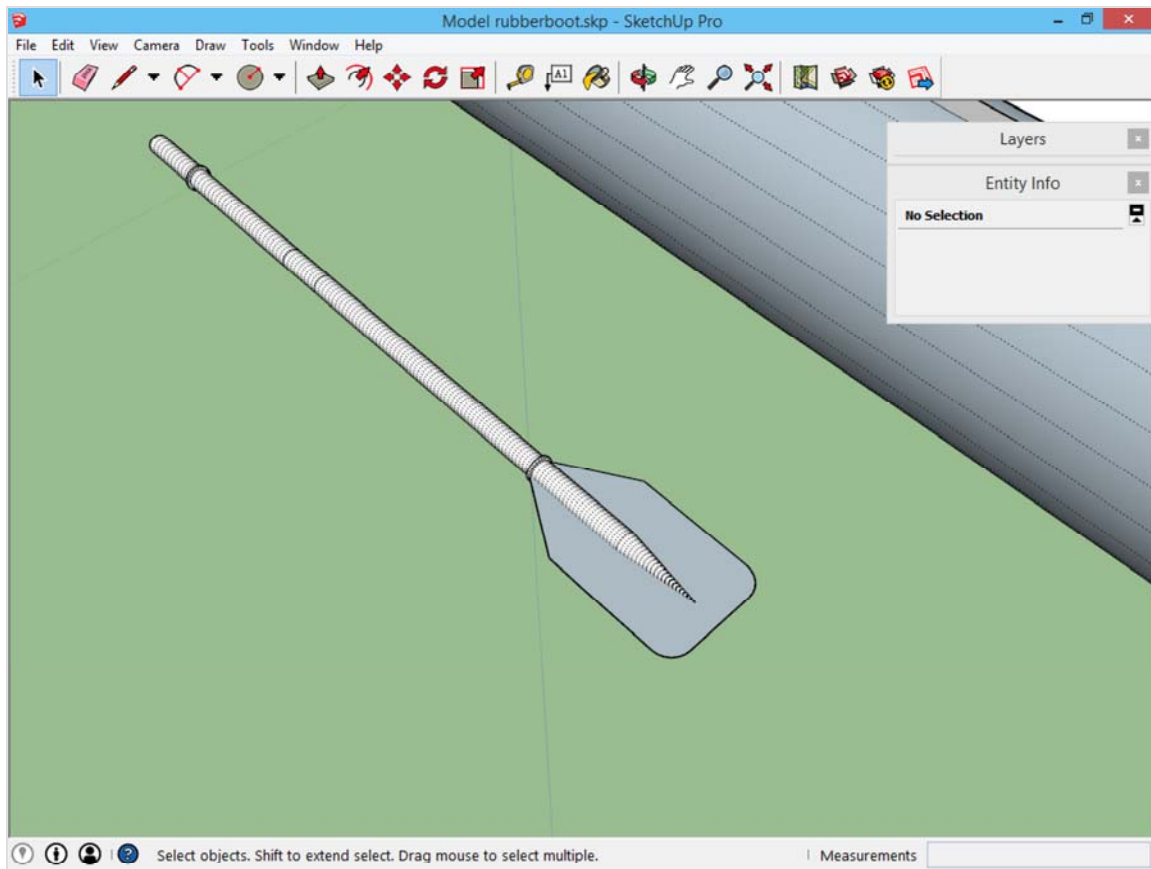 Model rubberboot.skp - SketchUp Pro
File Edit View Camera Draw Tools Window Help
A1
Layers
Entity Info
No Selection
Select objects. Shift to extend select. Drag mouse to select multiple.
Measurements